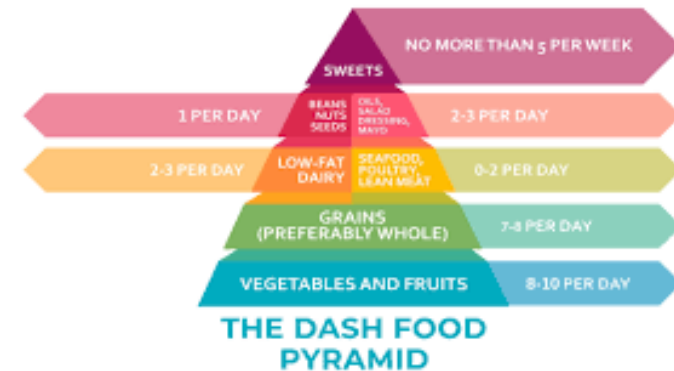 NO MORE THAN 5 PER WEEK
SWEETS
1 PER DAY
BEANS
NUTS
SEEDS
OILS,
SALAD
DRESSING,
MAYO
2-3 PER DAY
2-3 PER DAY
LOW-FAT
DAIRY
SEAFOOD,
POULTRY,
LEAN MEAT
0-2 PER DAY
GRAINS
(PREFERABLY WHOLE)
7-8 PER DAY
VEGETABLES AND FRUITS
8-10 PER DAY
THE DASH FOOD
PYRAMID